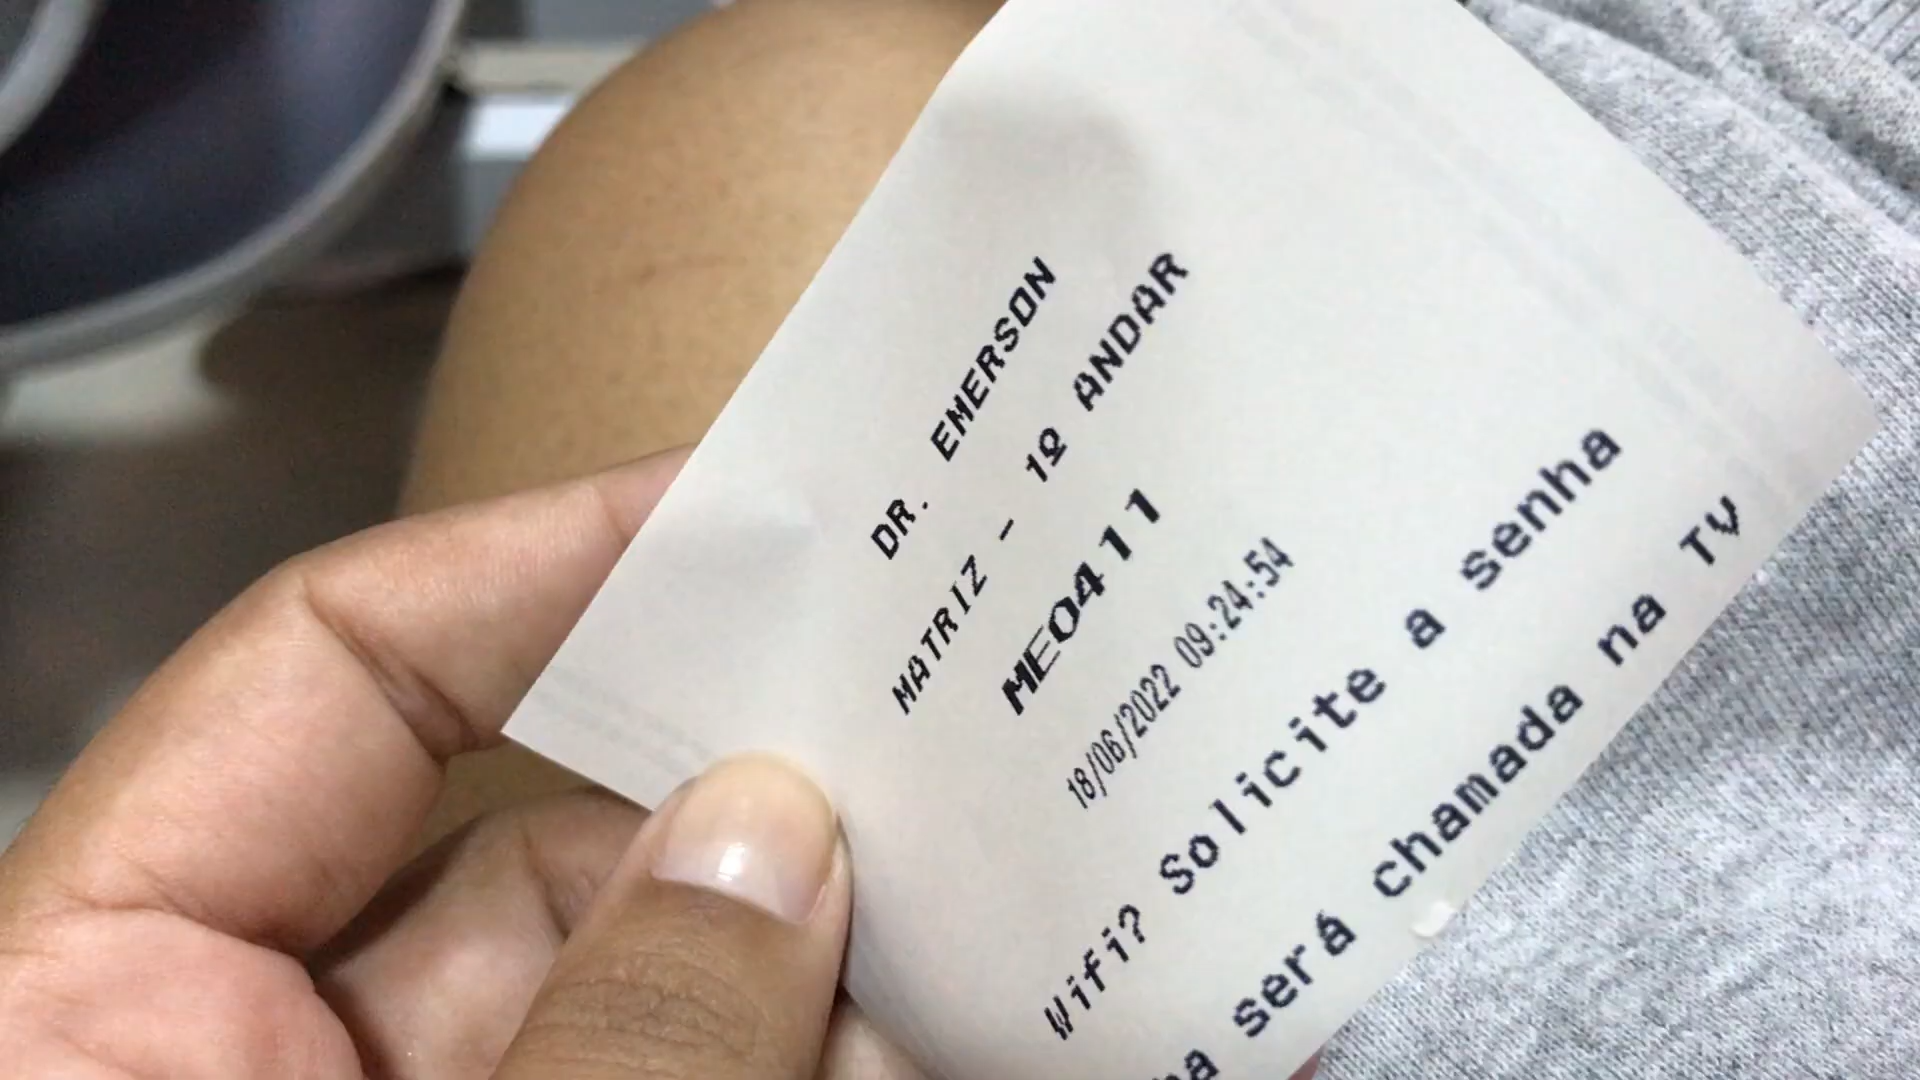 DR. EMERSON
MATRIZ - 1º ANDAR
ME0411
18/06/2022 09:24:54
Wifi? Solicite a senha
será chamada na TV